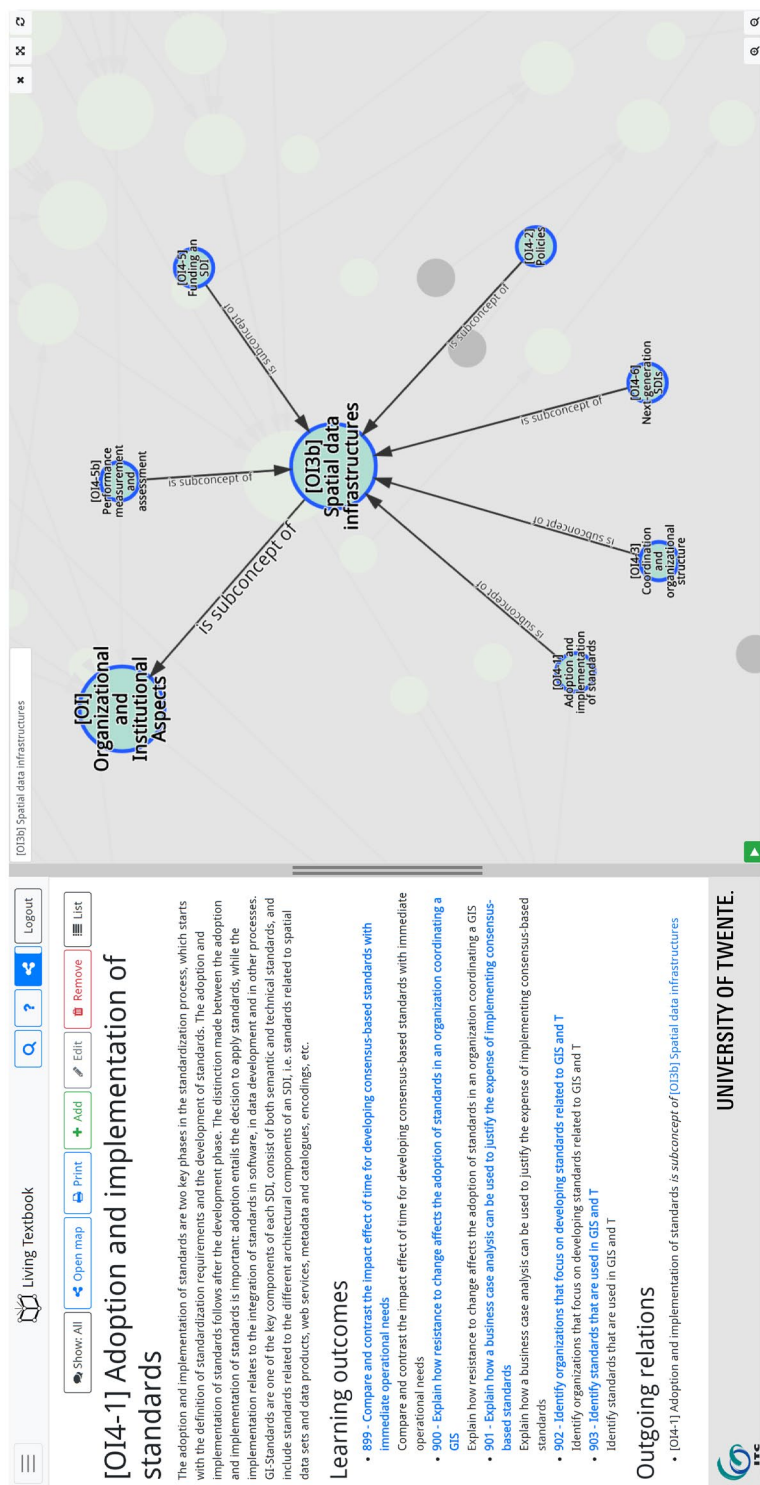 Living Textbook
?
Logout
Show: All
Open map
Print
Add
Edit
Remove
List
[OI4-1] Adoption and implementation of
standards
The adoption and implementation of standards are two key phases in the standardization process, which starts
with the definition of standardization requirements and the development of standards. The adoption and
implementation of standards follows after the development phase. The distinction made between the adoption
and implementation of standards is important: adoption entails the decision to apply standards, while the
implementation relates to the integration of standards in software, in data development and in other processes.
GI-Standards are one of the key components of each SDI, consist of both semantic and technical standards, and
include standards related to the different architectural components of an SDI, i.e. standards related to spatial
data sets and data products, web services, metadata and catalogues, encodings, etc.
Learning outcomes
• 899 - Compare and contrast the impact effect of time for developing consensus-based standards with
immediate operational needs
Compare and contrast the impact effect of time for developing consensus-based standards with immediate
operational needs
• 900 - Explain how resistance to change affects the adoption of standards in an organization coordinating a
GIS
Explain how resistance to change affects the adoption of standards in an organization coordinating a GIS
• 901 - Explain how a business case analysis can be used to justify the expense of implementing consensus-
based standards
Explain how a business case analysis can be used to justify the expense of implementing consensus-based
standards
• 902 - Identify organizations that focus on developing standards related to GIS and T
Identify organizations that focus on developing standards related to GIS and T
• 903 - Identify standards that are used in GIS and T
Identify standards that are used in GIS and T
Outgoing relations
• [OI4-1] Adoption and implementation of standards is subconcept of [OI3b] Spatial data infrastructures
UNIVERSITY OF TWENTE.
ITC
[OI3b] Spatial data infrastructures
[OI]
Organizational
and
Institutional
Aspects
is subconcept of
[OI4-5b]
Performance
measurement
and
assessment
is subconcept of
[OI4-5]
Funding an
SDI
is subconcept of
[OI3b]
Spatial data
infrastructures
[OI4-2]
Policies
is subconcept of
[OI4-6]
Next-generation
SDIs
is subconcept of
[OI4-3]
Coordination
and
organizational
structure
is subconcept of
[OI4-1]
Adoption and
implementation
of standards
is subconcept of